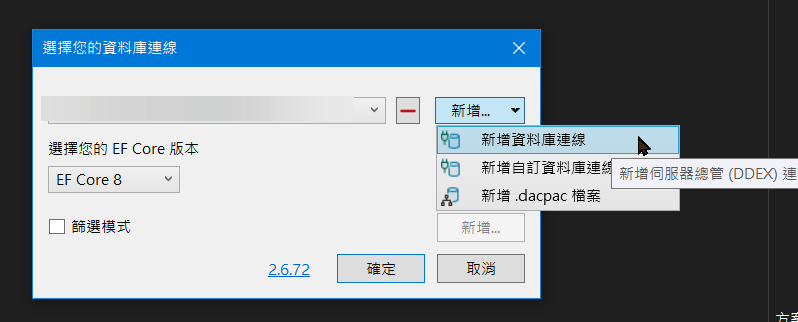 選擇您的資料庫連線
新增...
新增資料庫連線
選擇您的 EF Core 版本
新增自訂資料庫連線
新增伺服器總管 (DDEX) 連
EF Core 8
新增 .dacpac 檔案
篩選模式
新增...
2.6.72
確定
取消
方案